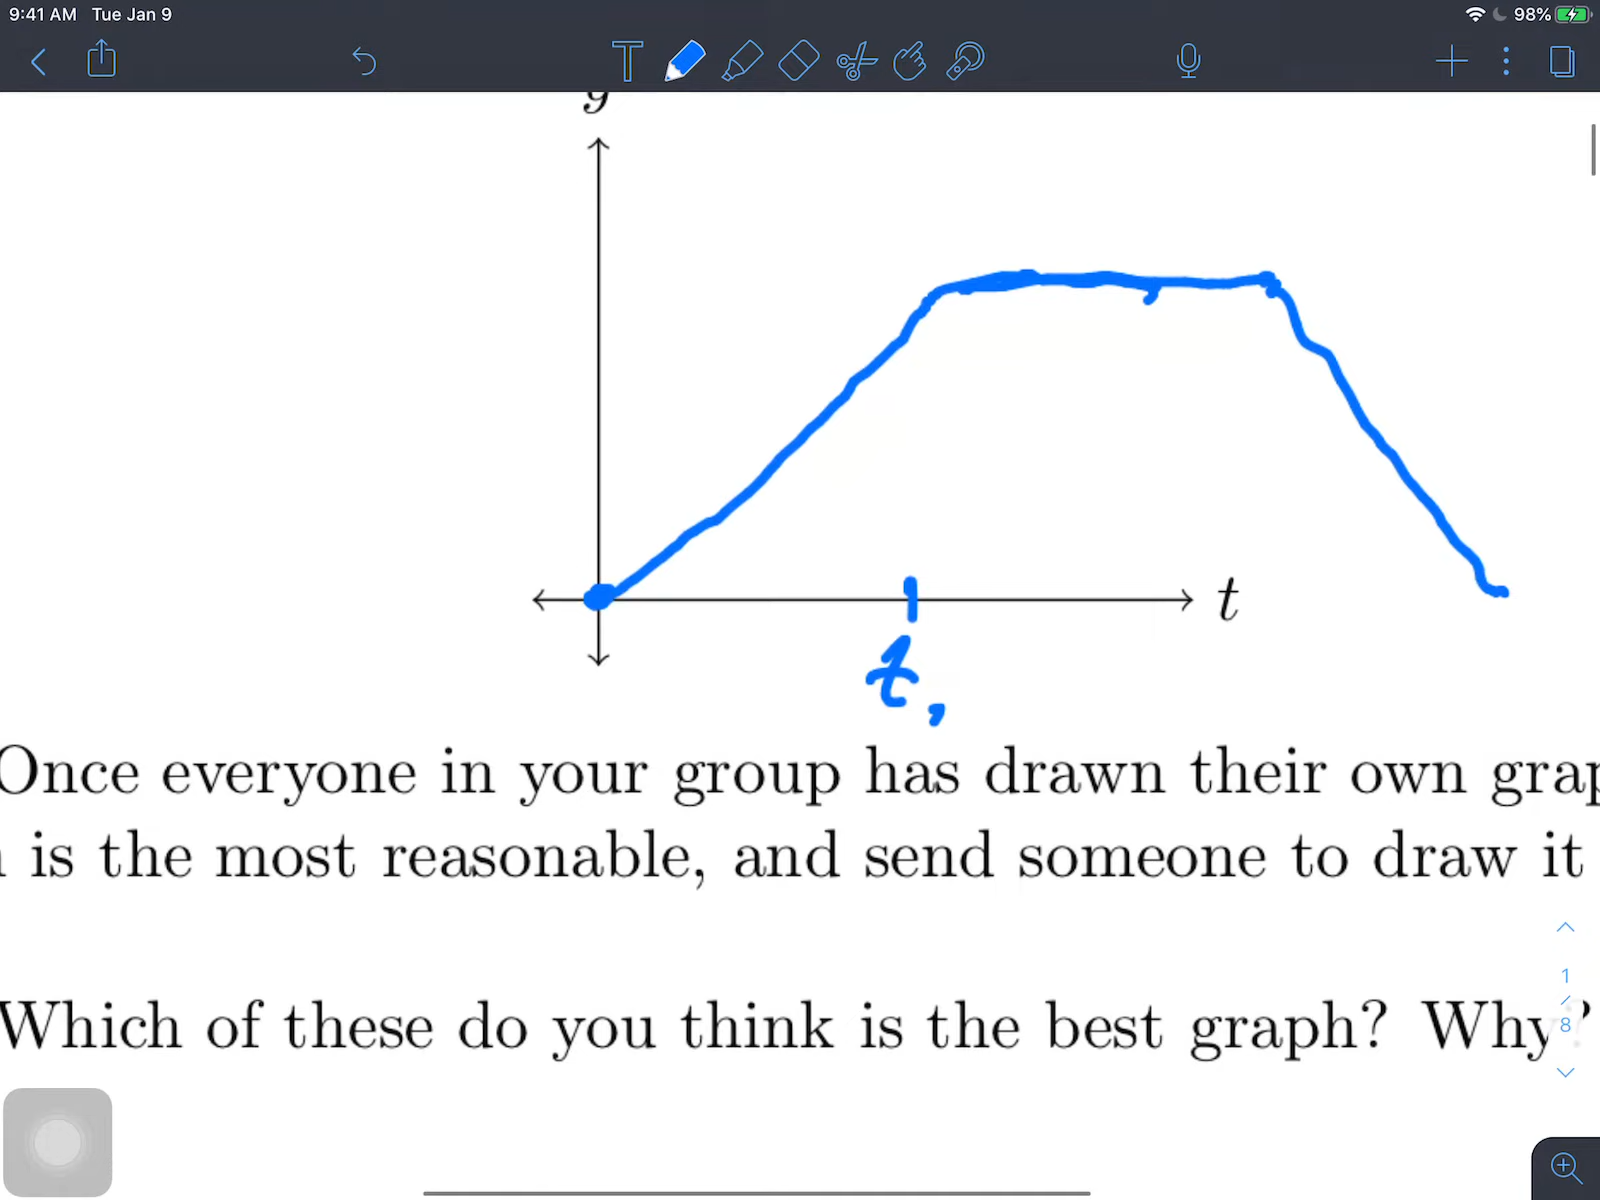 9:41 AM Tue Jan 9 98%
T
y
t
t,
Once everyone in your group has drawn their own
is the most reasonable, and send someone to draw it
Which of these do you think is the best graph? Why?
1
/
8